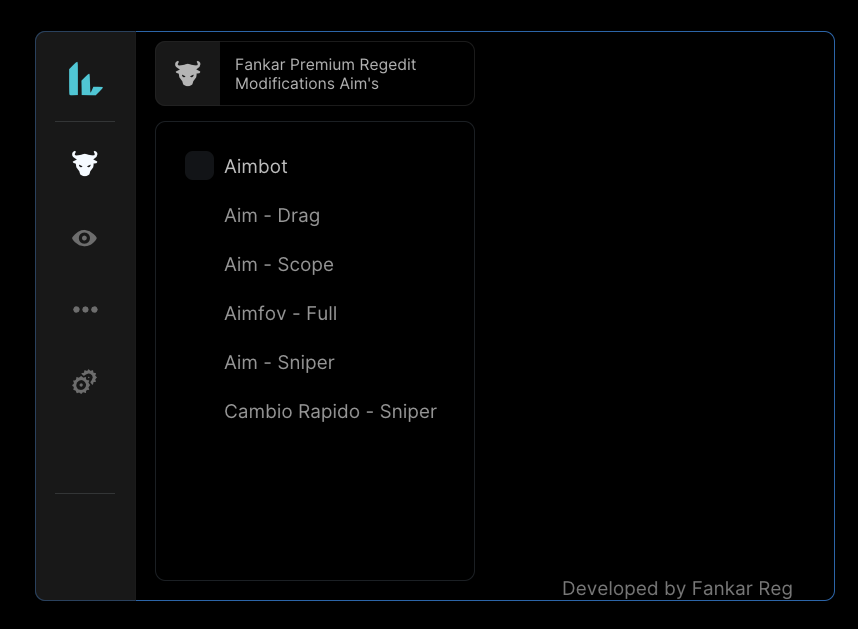 Fankar Premium Regedit
Modifications Aim's
Aimbot
Aim - Drag
Aim - Scope
Aimfov - Full
Aim - Sniper
Cambio Rapido - Sniper
Developed by Fankar Reg